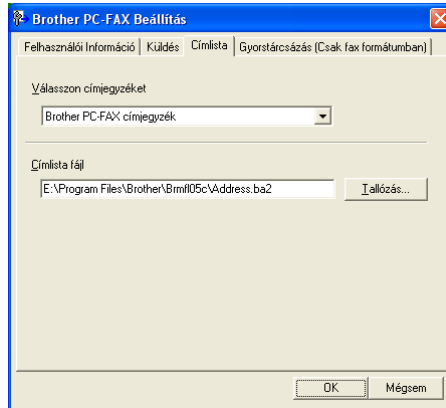 Brother PC-FAX Beállítás
Felhasználói Információ Küldés Címlista Gyorstárcsázás (Csak fax formátumban)
Válasszon címjegyzéket
Brother PC-FAX címjegyzék
Címlista fájl
E:\Program Files\Brother\Brmfl05c\Address.ba2 Tallózás...
OK Mégsem